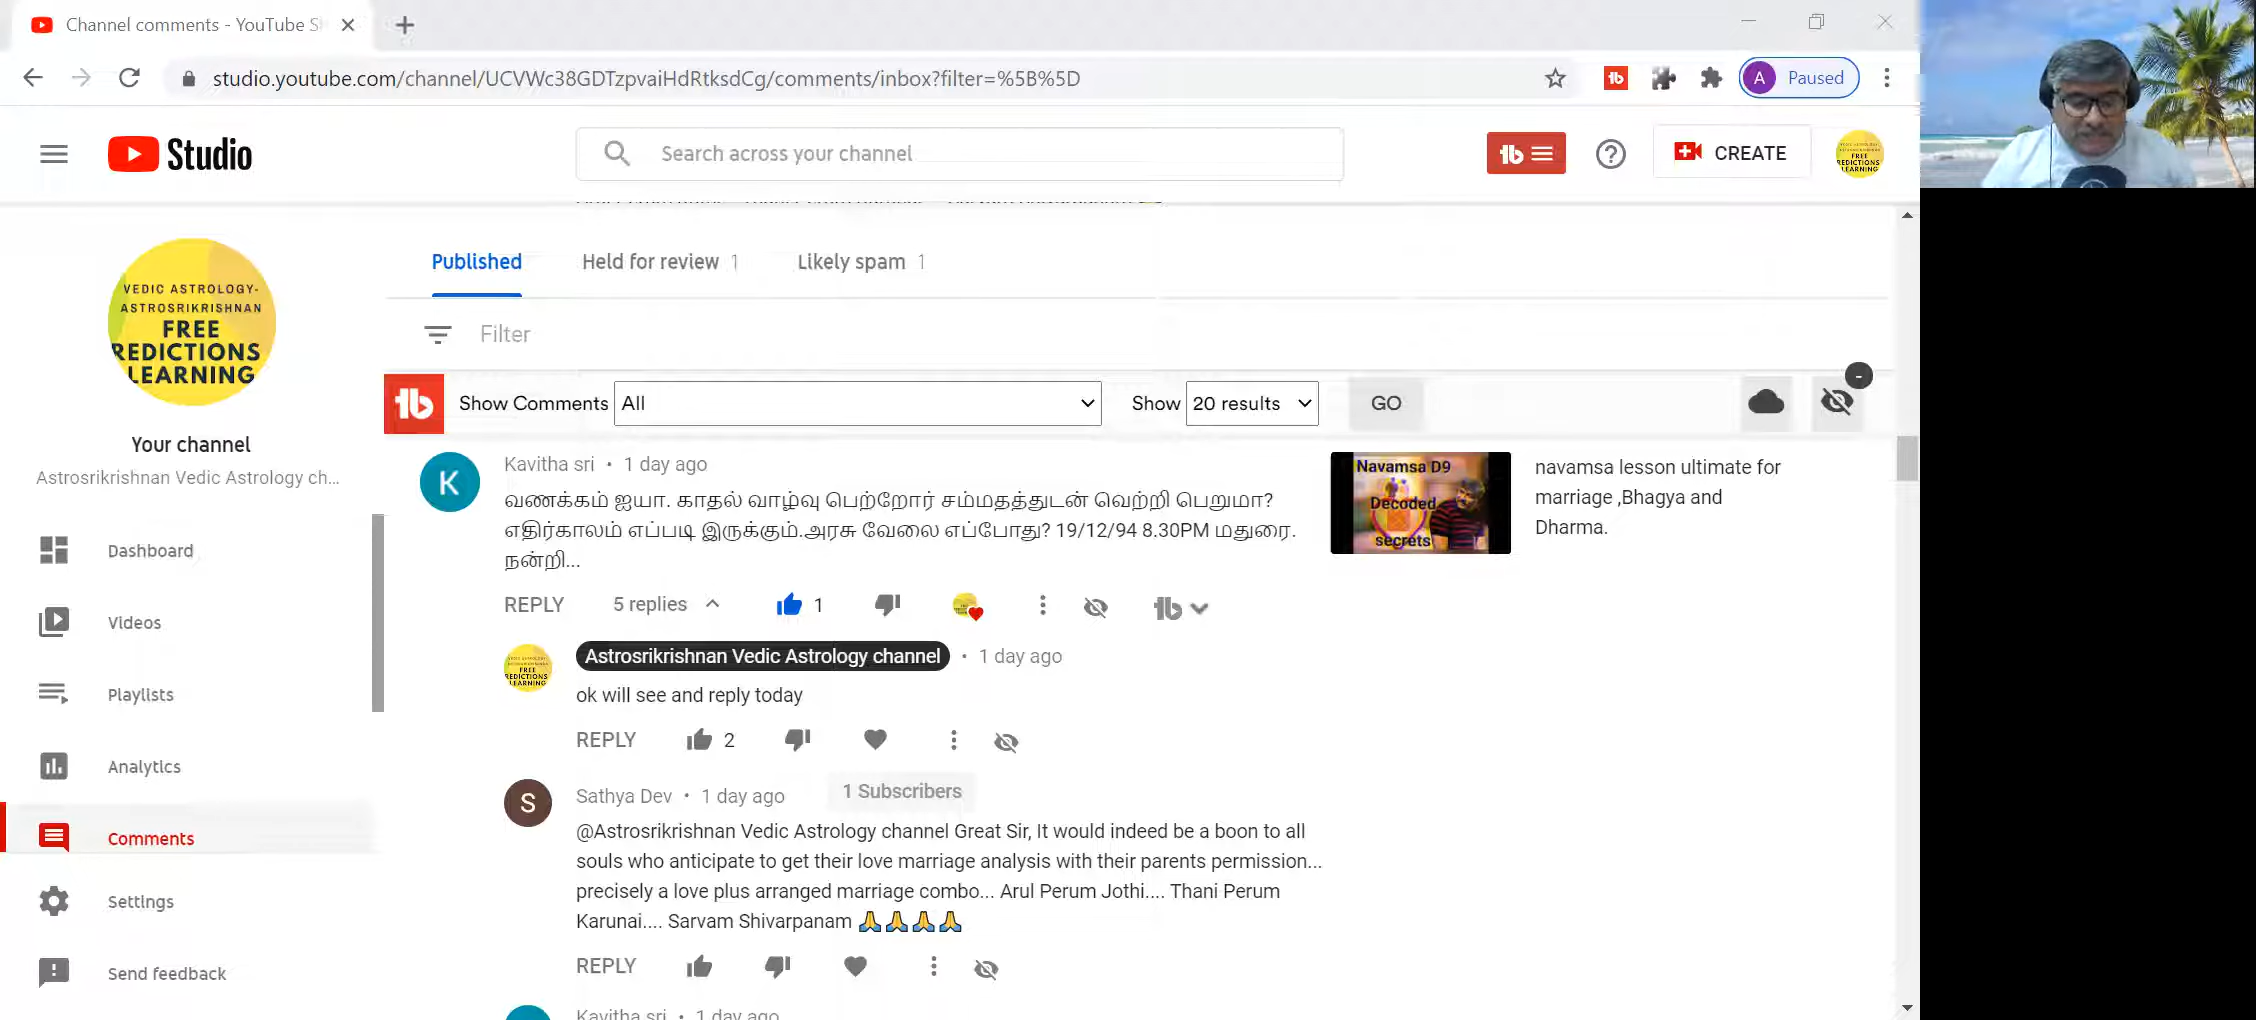 Channel comments - YouTube S
studio.youtube.com/channel/UCVWc38GDTzpvaiHdRtksdCg/comments/inbox?filter=%5B%5D
A Paused
Studio
Search across your channel
CREATE
VEDIC ASTROLOGY-
ASTROSRIKRISHNAN
FREE
REDICTIONS
LEARNING
Your channel
Astrosrikrishnan Vedic Astrology ch...
Dashboard
Videos
Playlists
Analytics
Comments
Settings
Send feedback
Published
Held for review 1
Likely spam 1
Filter
Show Comments All
Show 20 results
GO
Kavitha sri • 1 day ago
வணக்கம் ஐயா. காதல் வாழ்வு பெற்றோர் சம்மதத்துடன் வெற்றி பெறுமா?
எதிர்காலம் எப்படி இருக்கும்.அரசு வேலை எப்போது? 19/12/94 8.30PM மதுரை.
நன்றி...
Navamsa D9
Decoded
secrets
navamsa lesson ultimate for
marriage ,Bhagya and
Dharma.
REPLY 5 replies 1
Astrosrikrishnan Vedic Astrology channel • 1 day ago
ok will see and reply today
REPLY 2
S
Sathya Dev • 1 day ago 1 Subscribers
@Astrosrikrishnan Vedic Astrology channel Great Sir, It would indeed be a boon to all
souls who anticipate to get their love marriage analysis with their parents permission...
precisely a love plus arranged marriage combo... Arul Perum Jothi.... Thani Perum
Karunai.... Sarvam Shivarpanam 🙏🙏🙏🙏
REPLY
Kavitha sri • 1 day ago